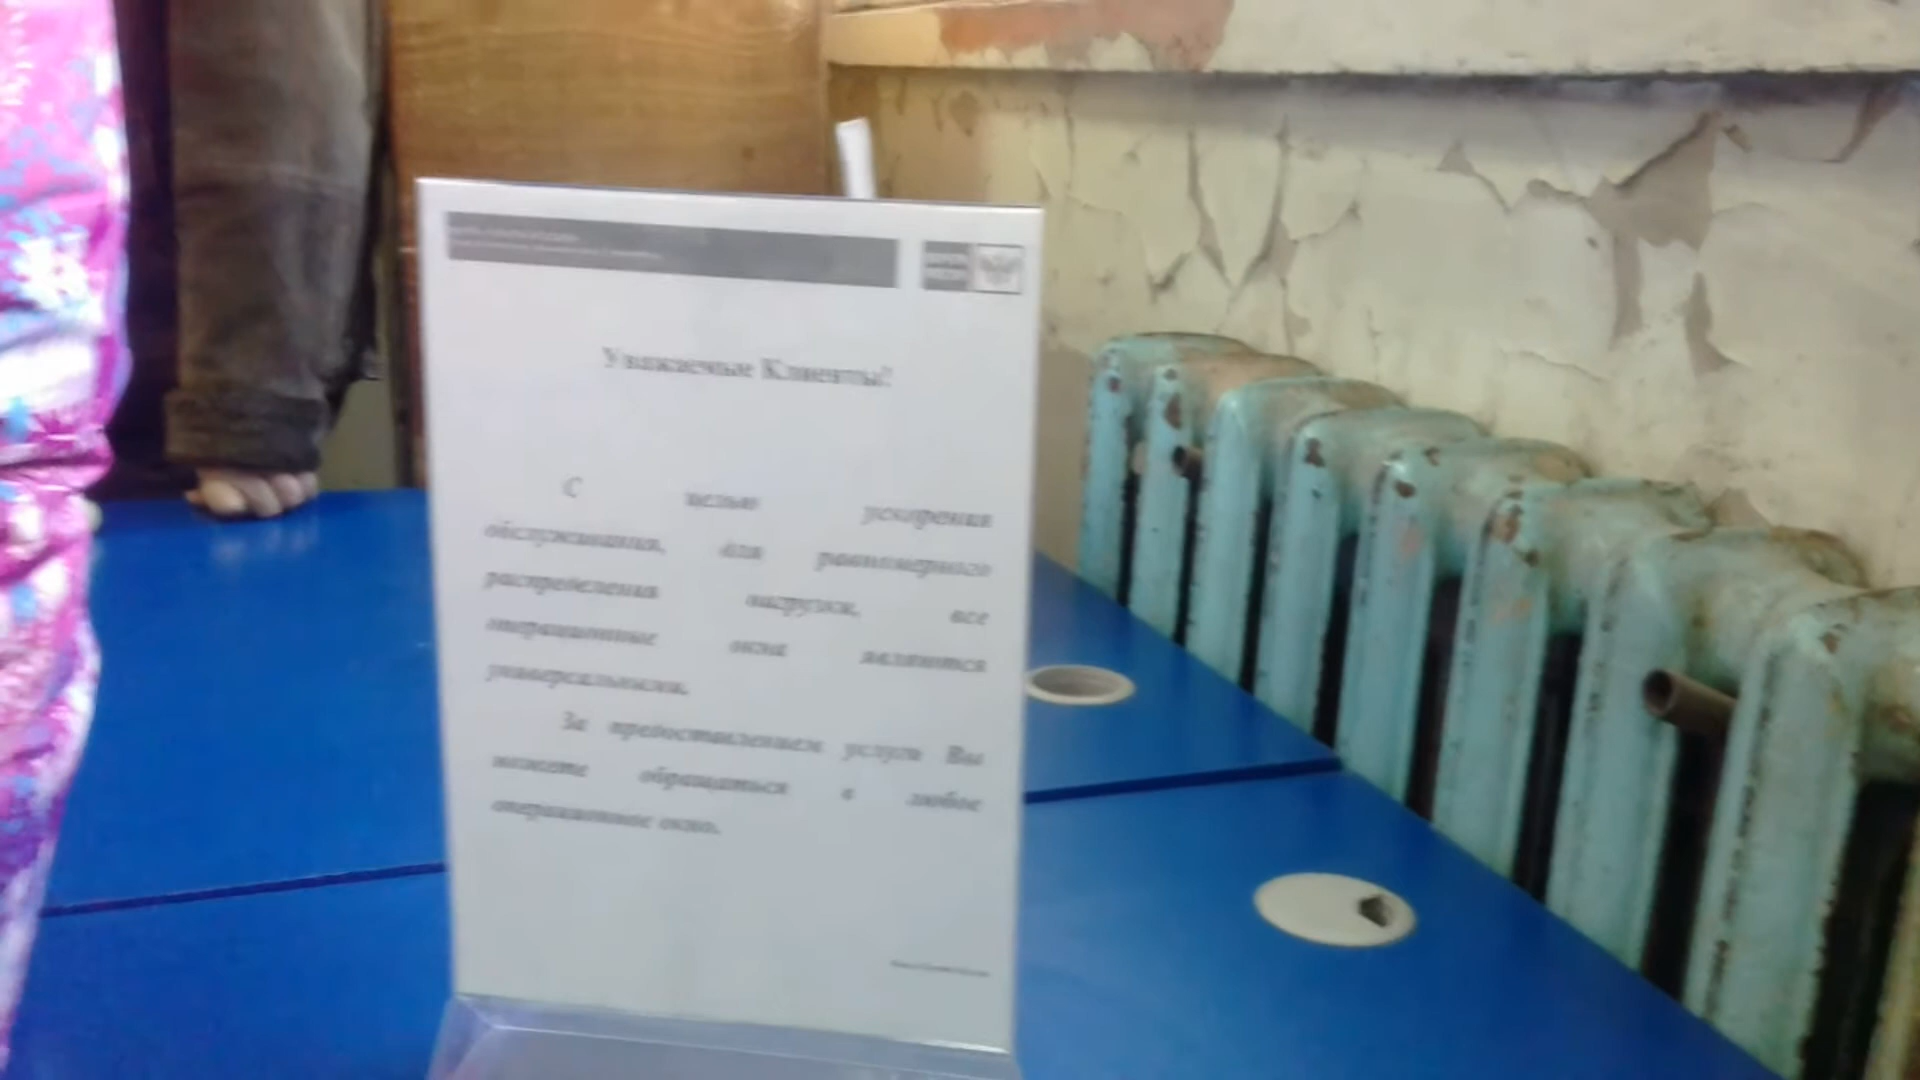 Уважаемые Клиенты!
С целью ускорения
обслуживания, для равномерного
распределения нагрузки, все
операционные окна являются
универсальными.
За предоставлением услуги Вы
можете обращаться в любое
операционное окно.